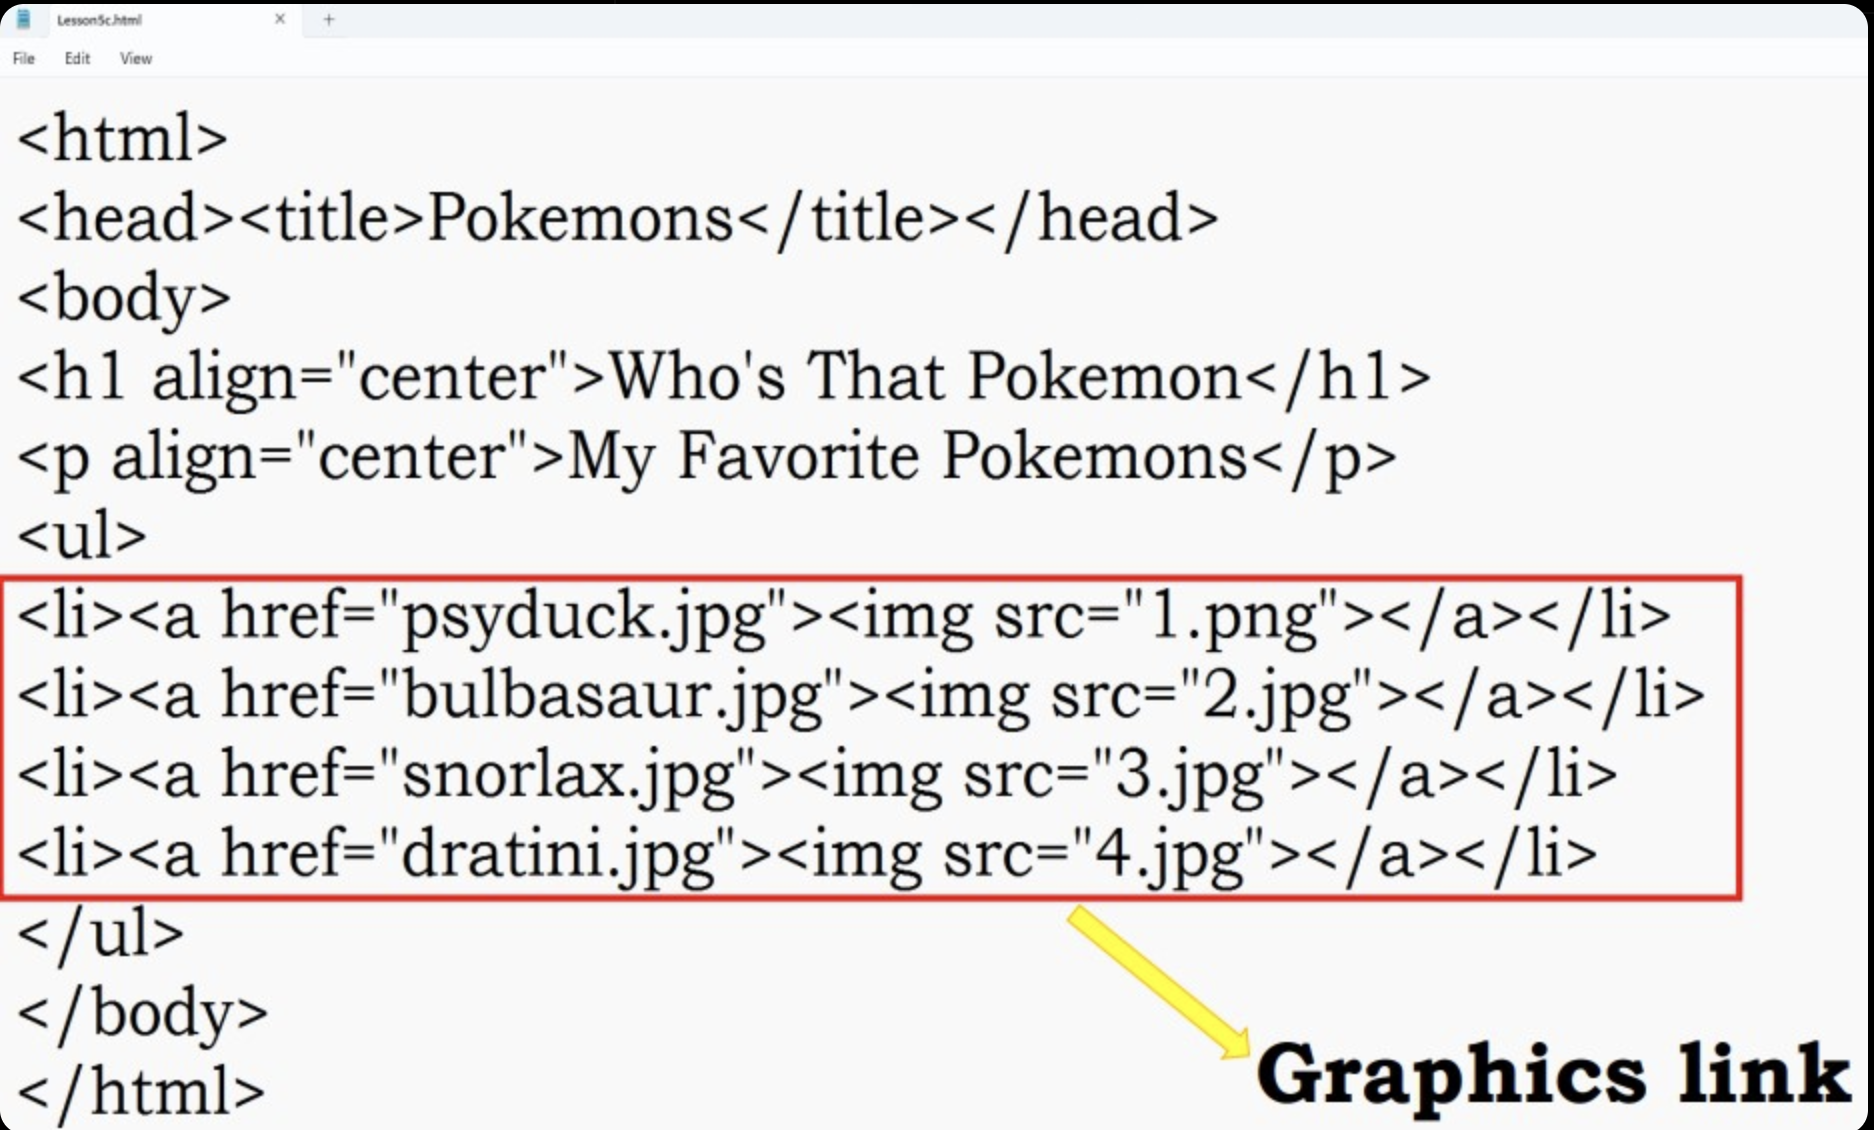 Lesson5c.html
File Edit View
<html>
<head><title>Pokemons</title></head>
<body>
<h1 align="center">Who's That Pokemon</h1>
<p align="center">My Favorite Pokemons</p>
<ul>
<li><a href="psyduck.jpg"><img src="1.png"></a></li>
<li><a href="bulbasaur.jpg"><img src="2.jpg"></a></li>
<li><a href="snorlax.jpg"><img src="3.jpg"></a></li>
<li><a href="dratini.jpg"><img src="4.jpg"></a></li>
</ul>
</body>
</html>
Graphics link